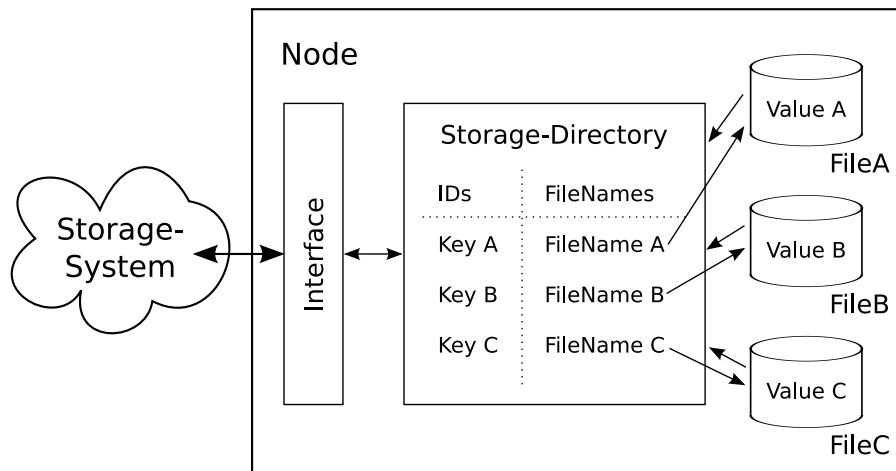 Node
Storage-System
Interface
Storage-Directory
IDs FileNames
Key A FileName A
Key B FileName B
Key C FileName C
Value A
FileA
Value B
FileB
Value C
FileC